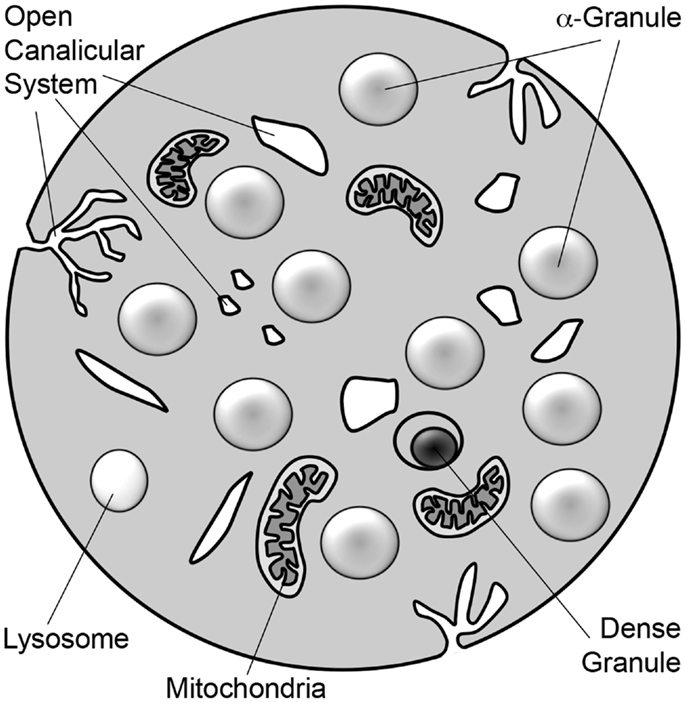 Open
Canalicular
System
α-Granule
Lysosome
Mitochondria
Dense
Granule